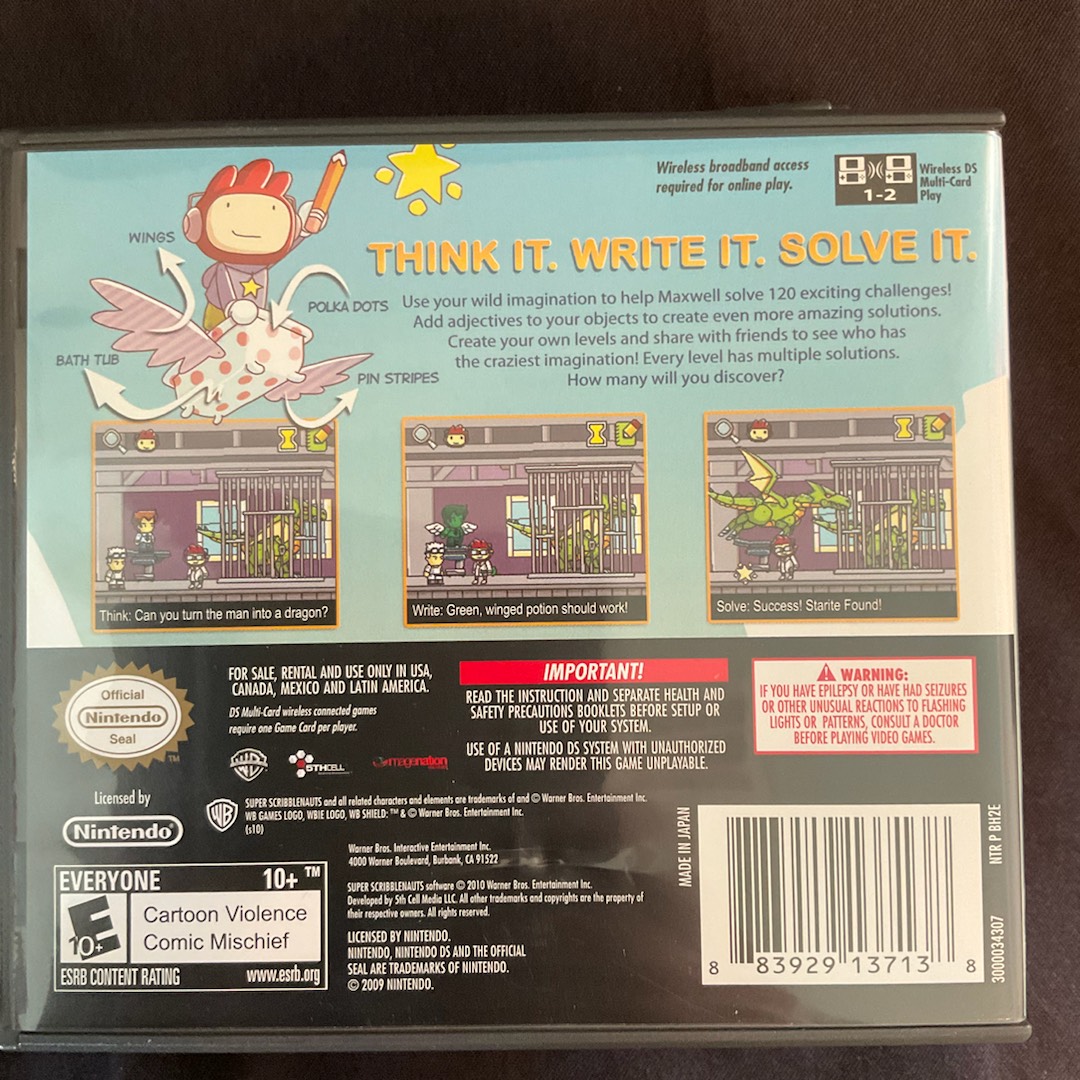 Wireless broadband access
required for online play.
1-2
Wireless DS
Multi-Card
Play
WINGS
POLKA DOTS
BATH TUB
PIN STRIPES
THINK IT. WRITE IT. SOLVE IT.
Use your wild imagination to help Maxwell solve 120 exciting challenges!
Add adjectives to your objects to create even more amazing solutions.
Create your own levels and share with friends to see who has
the craziest imagination! Every level has multiple solutions.
How many will you discover?
Think: Can you turn the man into a dragon?
Write: Green, winged potion should work!
Solve: Success! Starite Found!
Official
Nintendo
Seal
TM
FOR SALE, RENTAL AND USE ONLY IN USA,
CANADA, MEXICO AND LATIN AMERICA.
DS Multi-Card wireless connected games
require one Game Card per player.
IMPORTANT!
READ THE INSTRUCTION AND SEPARATE HEALTH AND
SAFETY PRECAUTIONS BOOKLETS BEFORE SETUP OR
USE OF YOUR SYSTEM.
USE OF A NINTENDO DS SYSTEM WITH UNAUTHORIZED
DEVICES MAY RENDER THIS GAME UNPLAYABLE.
WARNING:
IF YOU HAVE EPILEPSY OR HAVE HAD SEIZURES
OR OTHER UNUSUAL REACTIONS TO FLASHING
LIGHTS OR PATTERNS, CONSULT A DOCTOR
BEFORE PLAYING VIDEO GAMES.
5THCELL
imagenation
Licensed by
Nintendo®
WB
SUPER SCRIBBLENAUTS and all related characters and elements are trademarks of and © Warner Bros. Entertainment Inc.
WB GAMES LOGO, WBIE LOGO, WB SHIELD: ™ & © Warner Bros. Entertainment Inc.
(s10)
Warner Bros. Interactive Entertainment Inc.
4000 Warner Boulevard, Burbank, CA 91522
SUPER SCRIBBLENAUTS software © 2010 Warner Bros. Entertainment Inc.
Developed by 5th Cell Media LLC. All other trademarks and copyrights are the property of
their respective owners. All rights reserved.
LICENSED BY NINTENDO.
NINTENDO, NINTENDO DS AND THE OFFICIAL
SEAL ARE TRADEMARKS OF NINTENDO.
© 2009 NINTENDO.
EVERYONE 10+ ™
E
10+
Cartoon Violence
Comic Mischief
ESRB CONTENT RATING www.esrb.org
MADE IN JAPAN
8 83929 13713 8
NTR P BH2E
3000034307